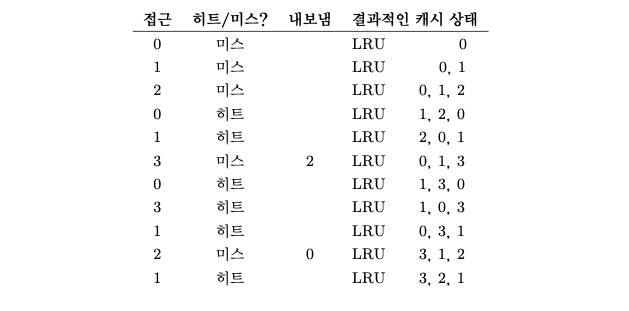 접근 히트/미스? 내보냄 결과적인 캐시 상태
0 미스 LRU 0
1 미스 LRU 0, 1
2 미스 LRU 0, 1, 2
0 히트 LRU 1, 2, 0
1 히트 LRU 2, 0, 1
3 미스 2 LRU 0, 1, 3
0 히트 LRU 1, 3, 0
3 히트 LRU 1, 0, 3
1 히트 LRU 0, 3, 1
2 미스 0 LRU 3, 1, 2
1 히트 LRU 3, 2, 1